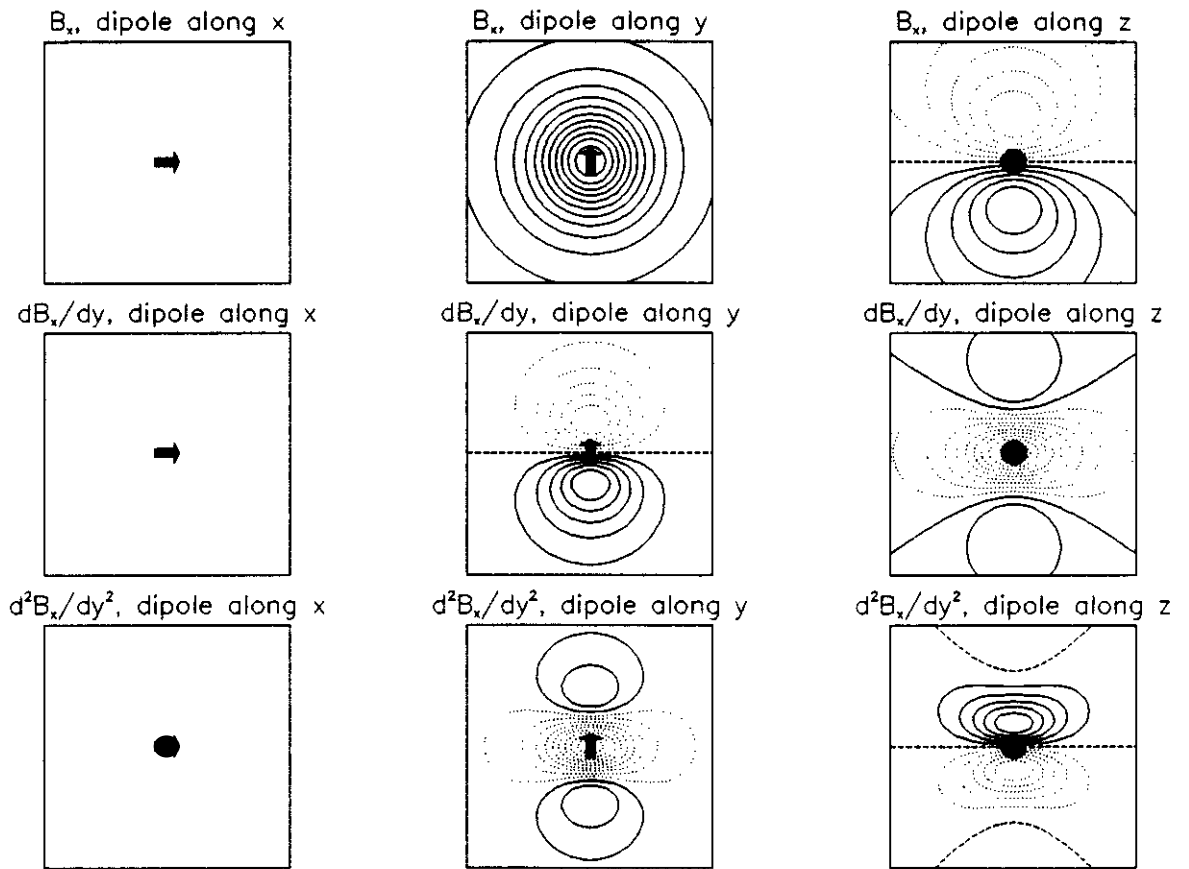 Bₓ, dipole along x
Bₓ, dipole along y
Bₓ, dipole along z
dBₓ/dy, dipole along x
dBₓ/dy, dipole along y
dBₓ/dy, dipole along z
d²Bₓ/dy², dipole along x
d²Bₓ/dy², dipole along y
d²Bₓ/dy², dipole along z